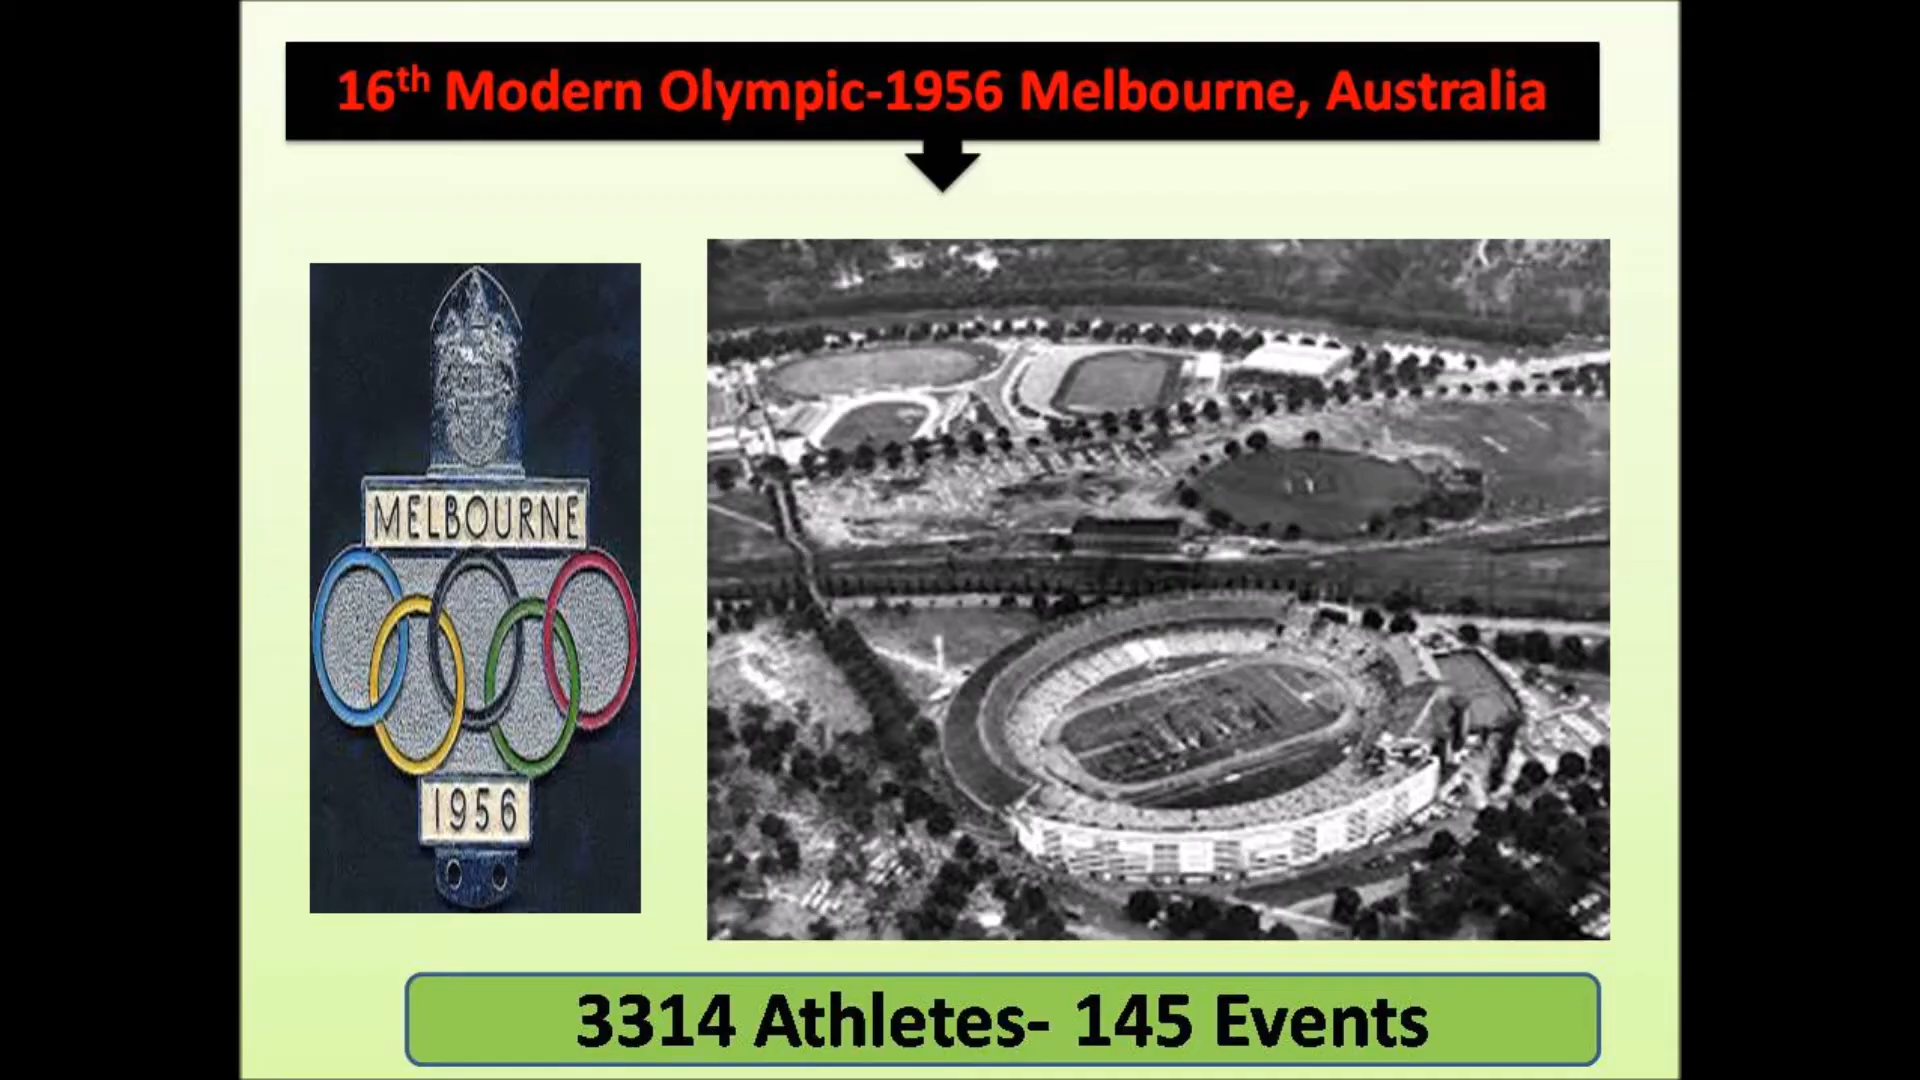 16th Modern Olympic-1956 Melbourne, Australia
MELBOURNE
1956
3314 Athletes- 145 Events